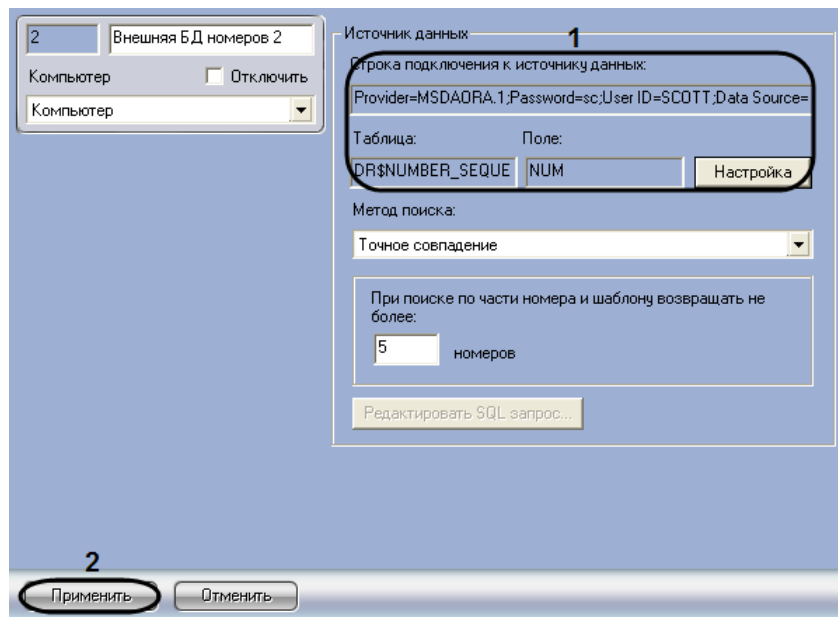 2 Внешняя БД номеров 2
Компьютер Отключить
Компьютер
Источник данных
1
Строка подключения к источнику данных:
Provider=MSDAORA.1;Password=sc;User ID=SCOTT;Data Source=
Таблица: Поле:
DR$NUMBER_SEQUE NUM Настройка
Метод поиска:
Точное совпадение
При поиске по части номера и шаблону возвращать не
более:
5 номеров
Редактировать SQL запрос...
2
Применить Отменить